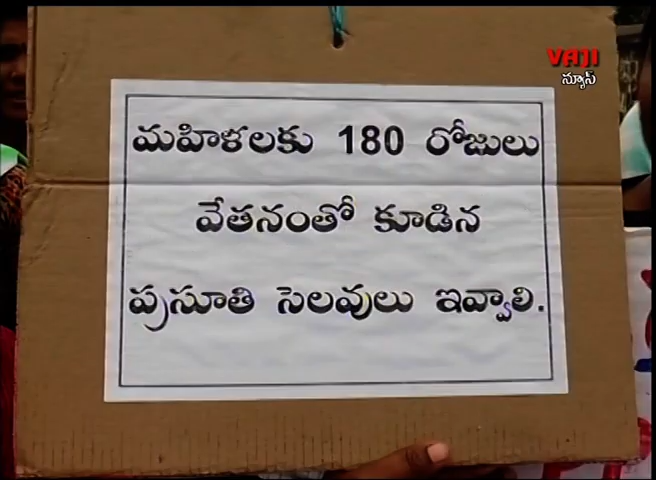 VAJI
న్యూస్
మహిళలకు 180 రోజులు
వేతనంతో కూడిన
ప్రసూతి సెలవులు ఇవ్వాలి.